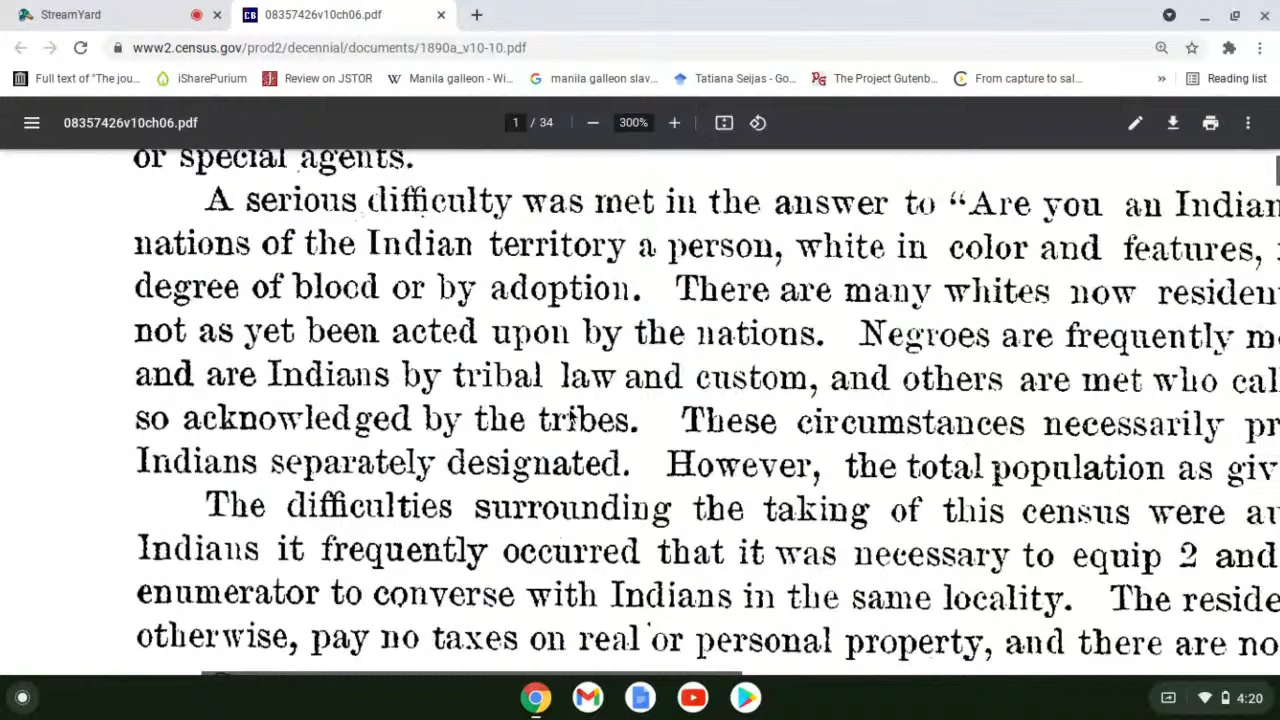 StreamYard
08357426v10ch06.pdf
www2.census.gov/prod2/decennial/documents/1890a_v10-10.pdf
Full text of "The jou...
iSharePurium
Review on JSTOR
Manila galleon - Wi...
manila galleon slav...
Tatiana Seijas - Go...
The Project Gutenb...
From capture to sal...
»
Reading list
08357426v10ch06.pdf
1 / 34
300%
or special agents.
A serious difficulty was met in the answer to “Are you an Indian
nations of the Indian territory a person, white in color and features,
degree of blood or by adoption. There are many whites now residen
not as yet been acted upon by the nations. Negroes are frequently m
and are Indians by tribal law and custom, and others are met who cal
so acknowledged by the tribes. These circumstances necessarily pr
Indians separately designated. However, the total population as giv
The difficulties surrounding the taking of this census were
Indians it frequently occurred that it was necessary to equip 2 and
enumerator to converse with Indians in the same locality. The reside
otherwise, pay no taxes on real or personal property, and there are no
4:20